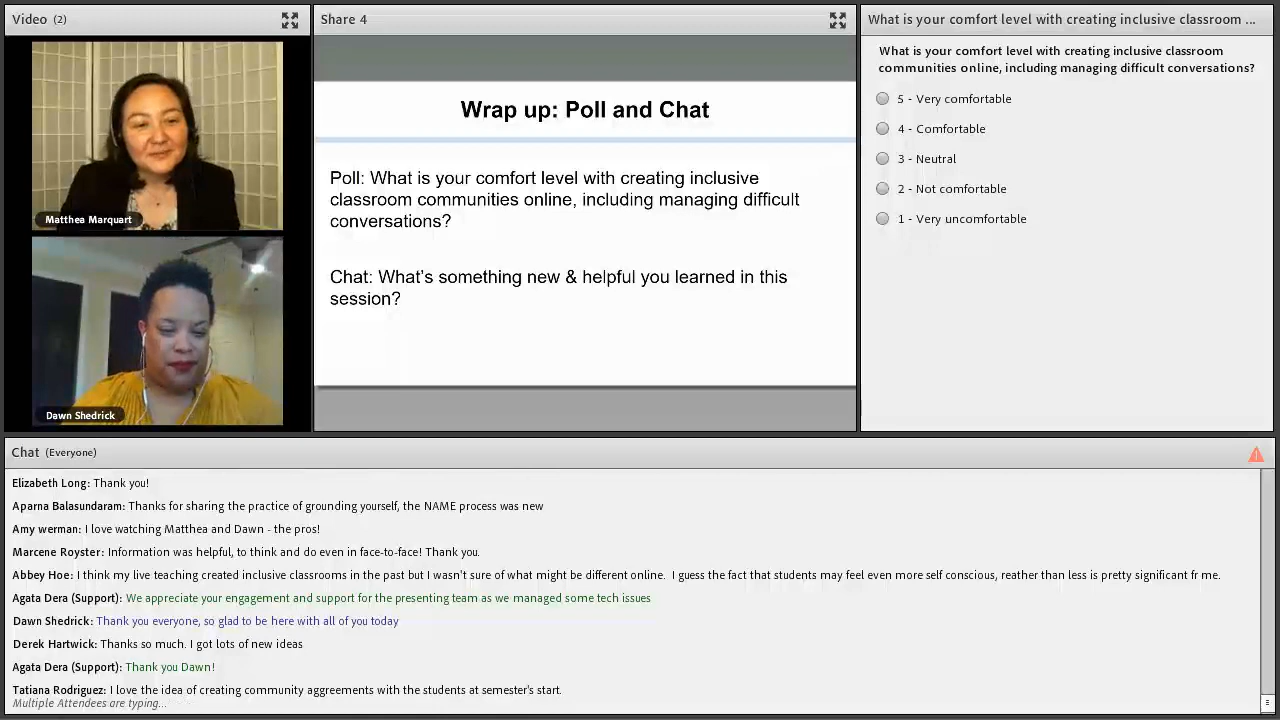 Video (2)
Matthea Marquart
Dawn Shedrick
Share 4
Wrap up: Poll and Chat
Poll: What is your comfort level with creating inclusive
classroom communities online, including managing difficult
conversations?
Chat: What's something new & helpful you learned in this
session?
What is your comfort level with creating inclusive classroom ...
What is your comfort level with creating inclusive classroom
communities online, including managing difficult conversations?
5 - Very comfortable
4 - Comfortable
3 - Neutral
2 - Not comfortable
1 - Very uncomfortable
Chat (Everyone)
Elizabeth Long: Thank you!
Aparna Balasundaram: Thanks for sharing the practice of grounding yourself, the NAME process was new
Amy werman: I love watching Matthea and Dawn - the pros!
Marcene Royster: Information was helpful, to think and do even in face-to-face! Thank you.
Abbey Hoe: I think my live teaching created inclusive classrooms in the past but I wasn't sure of what might be different online. I guess the fact that students may feel even more self conscious, reather than less is pretty significant fr me.
Agata Dera (Support): We appreciate your engagement and support for the presenting team as we managed some tech issues
Dawn Shedrick: Thank you everyone, so glad to be here with all of you today
Derek Hartwick: Thanks so much. I got lots of new ideas
Agata Dera (Support): Thank you Dawn!
Tatiana Rodriguez: I love the idea of creating community aggreements with the students at semester's start.
Multiple Attendees are typing...